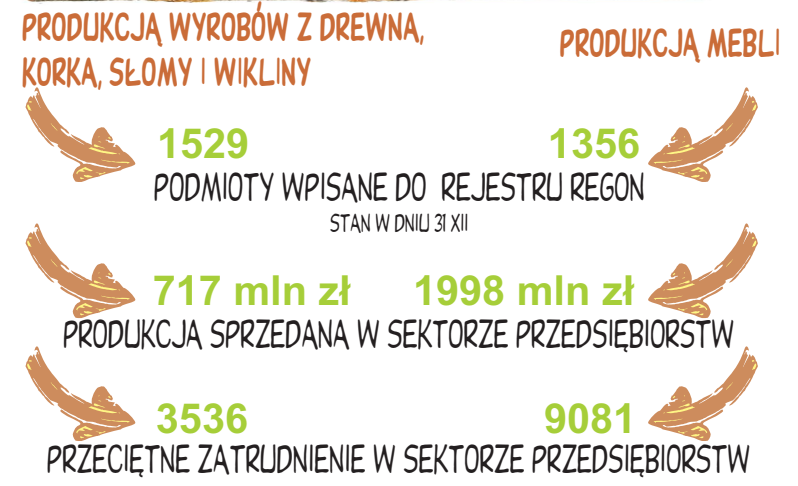 PRODUKCJĄ WYROBÓW Z DREWNA,
KORKA, SŁOMY I WIKLINY
PRODUKCJĄ MEBLI
1529 1356
PODMIOTY WPISANE DO REJESTRU REGON
STAN W DNIU 31 XII
717 mln zł 1998 mln zł
PRODUKCJA SPRZEDANA W SEKTORZE PRZEDSIĘBIORSTW
3536 9081
PRZECIĘTNE ZATRUDNIENIE W SEKTORZE PRZEDSIĘBIORSTW